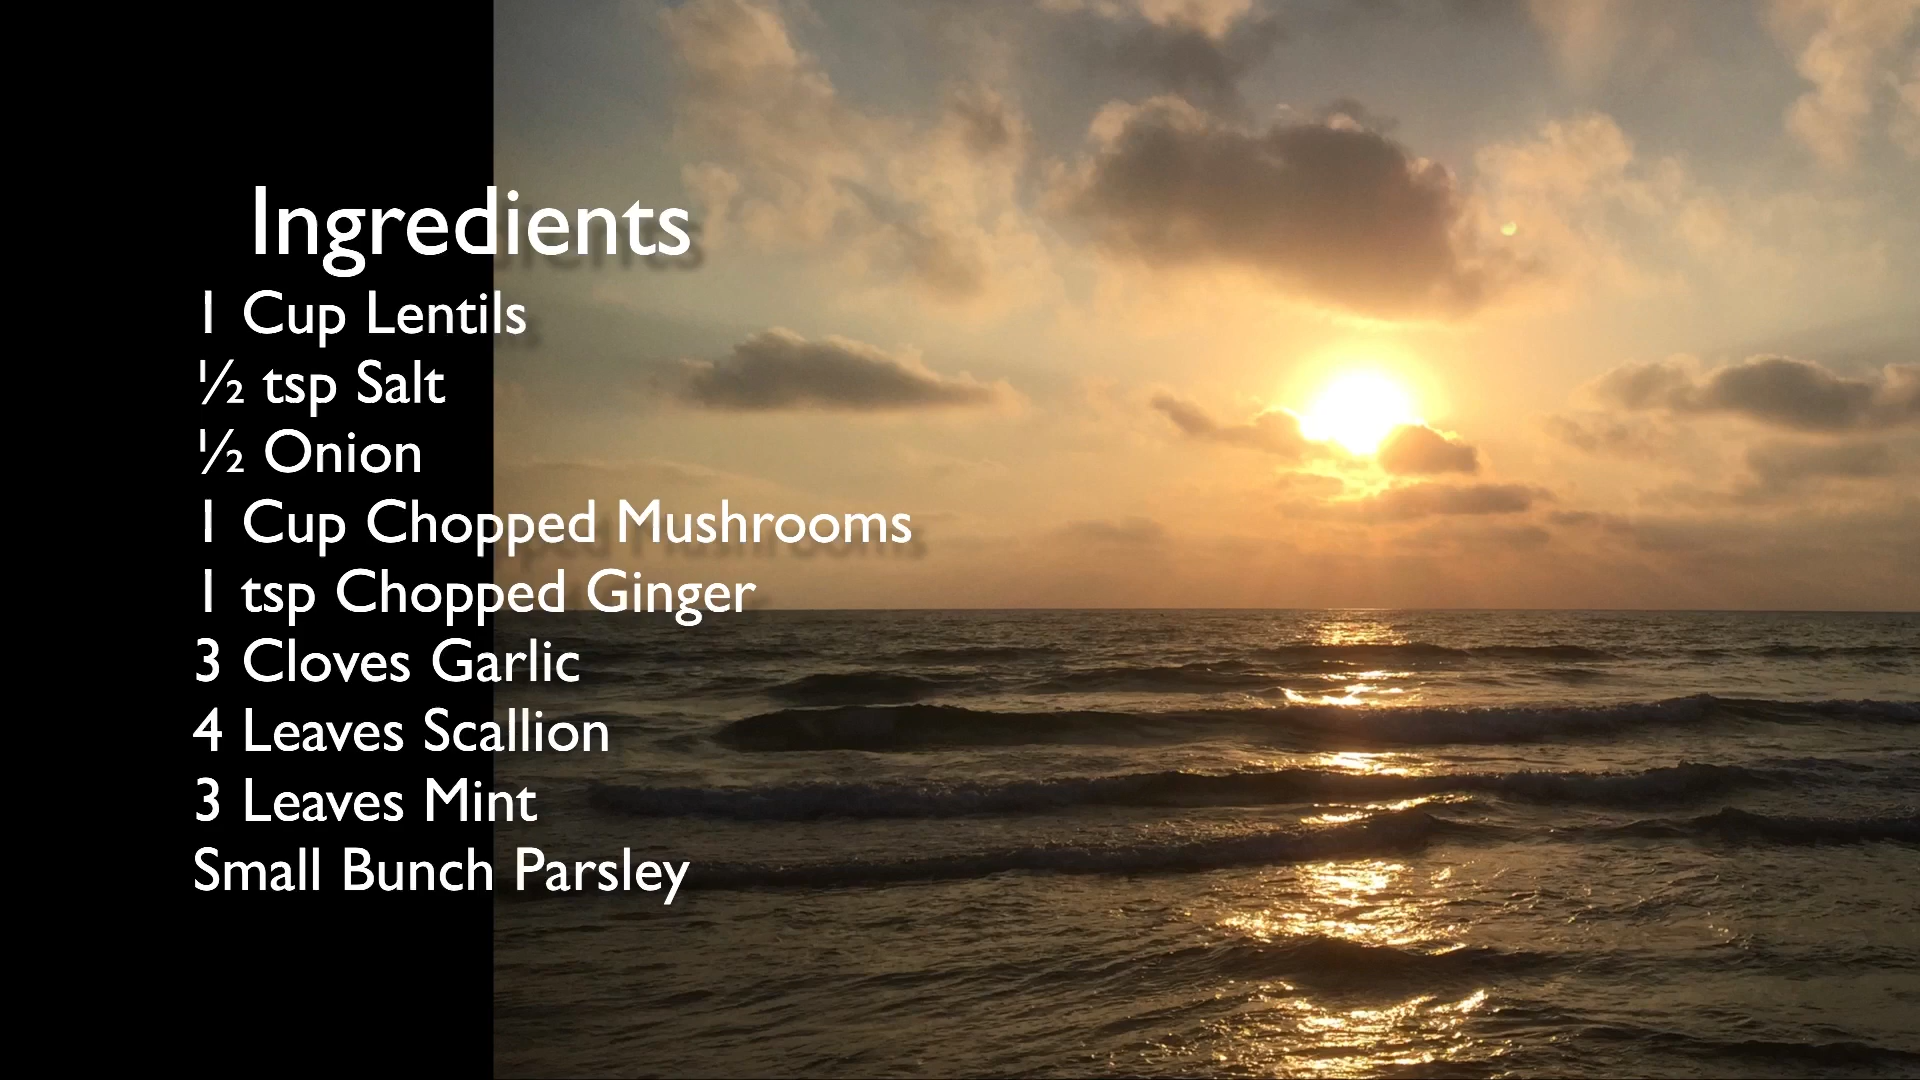 Ingredients
1 Cup Lentils
½ tsp Salt
½ Onion
1 Cup Chopped Mushrooms
1 tsp Chopped Ginger
3 Cloves Garlic
4 Leaves Scallion
3 Leaves Mint
Small Bunch Parsley